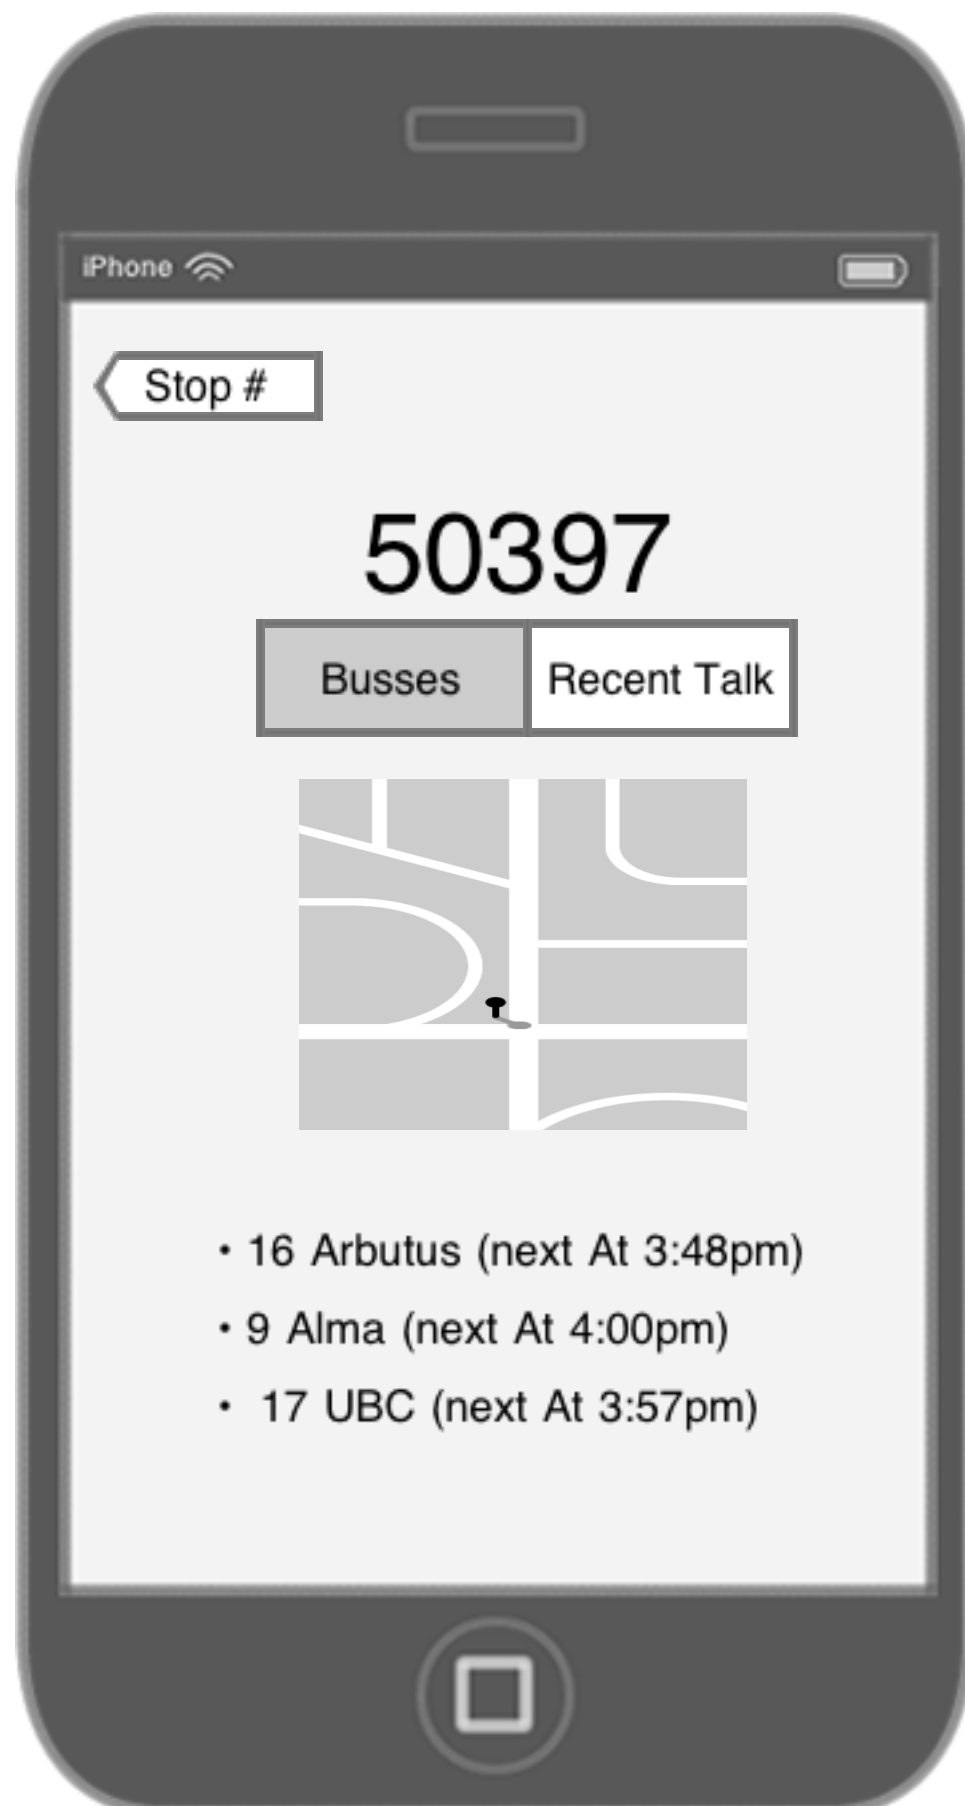 iPhone
Stop #
50397
Busses Recent Talk
• 16 Arbutus (next At 3:48pm)
• 9 Alma (next At 4:00pm)
• 17 UBC (next At 3:57pm)